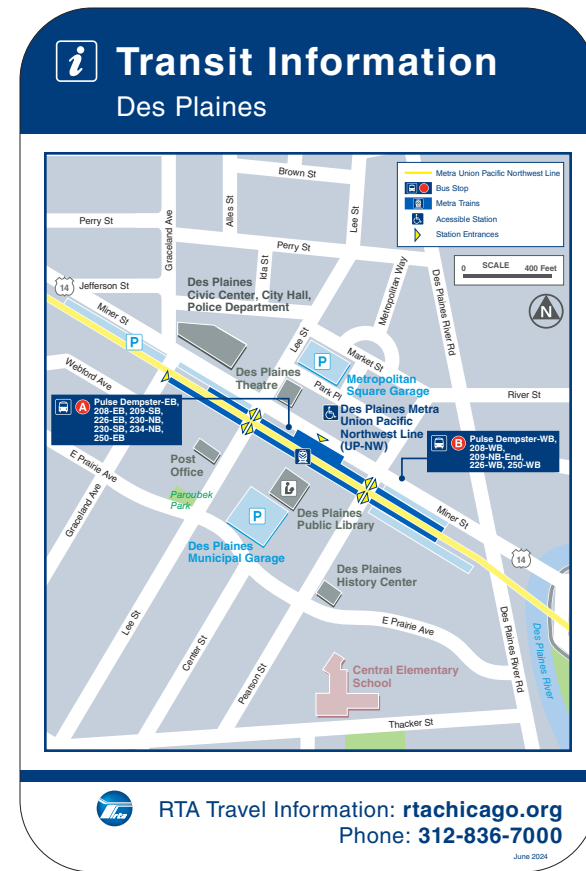 i Transit Information
Des Plaines
Metra Union Pacific Northwest Line
Bus Stop
Metra Trains
Acessible Station
Station Entrances
0 SCALE 400 Feet
N
Brown St
Perry St
Graceland Ave
Alles St
Lee St
Ida St
Perry St
Metropolitan Way
Des Plaines River Rd
14
Jefferson St
Miner St
P
Des Plaines
Civic Center, City Hall,
Police Department
Lee St
P
Market St
Webford Ave
Des Plaines
Theatre
Park Pl
Metropolitan
Square Garage
River St
A Pulse Dempster-EB,
208-EB, 209-SB,
226-EB, 230-NB,
230-SB, 234-NB,
250-EB
Des Plaines Metra
Union Pacific
Northwest Line
(UP-NW)
B Pulse Dempster-WB,
208-WB,
209-NB-End,
226-WB, 250-WB
E Prairie Ave
Graceland Ave
Post
Office
Paroubek
Park
P
Des Plaines
Public Library
Miner St
Des Plaines
Municipal Garage
14
Des Plaines
History Center
Lee St
Center St
Pearson St
E Prairie Ave
Des Plaines River Rd
Des Plaines River
Central Elementary
School
Thacker St
rta
RTA Travel Information: rtachicago.org
Phone: 312-836-7000
June 2024